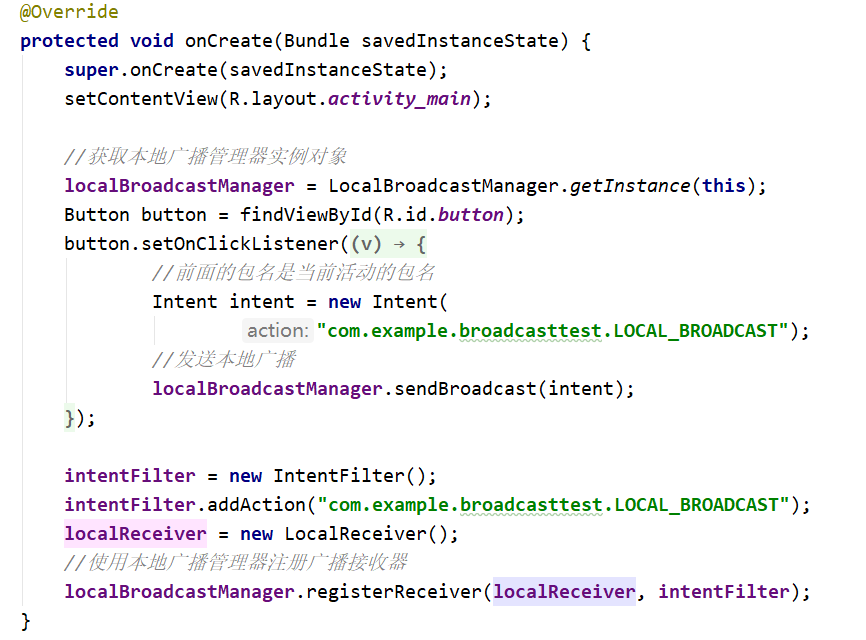 @Override
protected void onCreate(Bundle savedInstanceState) {
super.onCreate(savedInstanceState);
setContentView(R.layout.activity_main);
//获取本地广播管理器实例对象
localBroadcastManager = LocalBroadcastManager.getInstance(this);
Button button = findViewById(R.id.button);
button.setOnClickListener((v) → {
//前面的包名是当前活动的包名
Intent intent = new Intent(
action: "com.example.broadcasttest.LOCAL_BROADCAST");
//发送本地广播
localBroadcastManager.sendBroadcast(intent);
});
intentFilter = new IntentFilter();
intentFilter.addAction("com.example.broadcasttest.LOCAL_BROADCAST");
localReceiver = new LocalReceiver();
//使用本地广播管理器注册广播接收器
localBroadcastManager.registerReceiver(localReceiver, intentFilter);
}